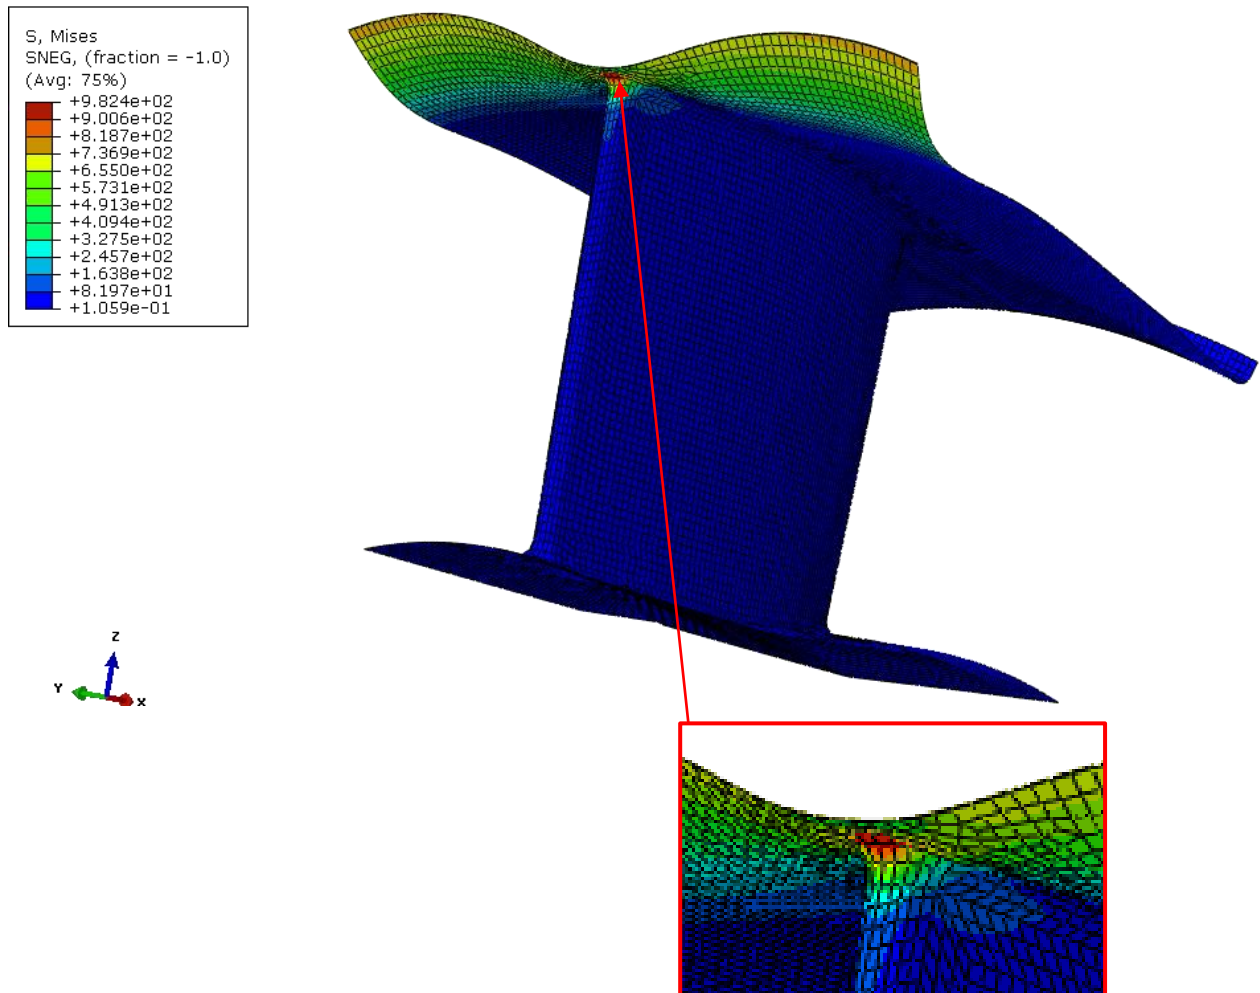 S, Mises
SNEG, (fraction = -1.0)
(Avg: 75%)
+9.824e+02
+9.006e+02
+8.187e+02
+7.369e+02
+6.550e+02
+5.731e+02
+4.913e+02
+4.094e+02
+3.275e+02
+2.457e+02
+1.638e+02
+8.197e+01
+1.059e-01
Z
Y
X